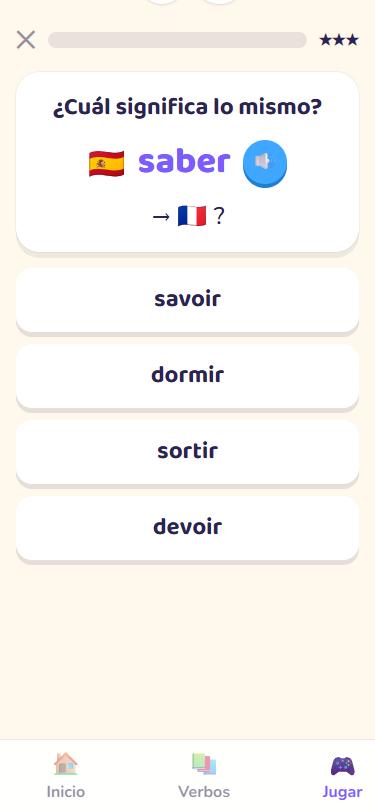 ★★★
¿Cuál significa lo mismo?
🇪🇸 saber
→ 🇫🇷 ?
savoir
dormir
sortir
devoir
Inicio Verbos Jugar